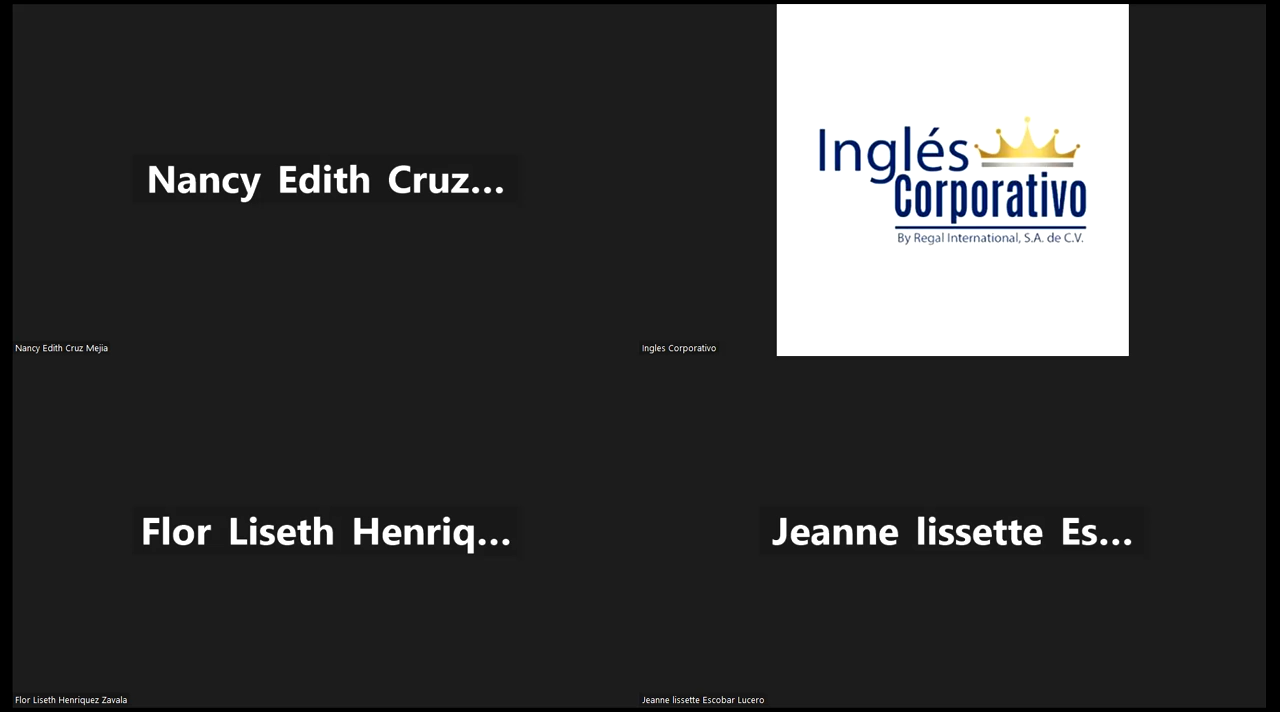 Nancy Edith Cruz...
Inglés
Corporativo
By Regal International, S.A. de C.V.
Nancy Edith Cruz Mejia
Ingles Corporativo
Flor Liseth Henriq...
Jeanne lissette Es...
Flor Liseth Henriquez Zavala
Jeanne lissette Escobar Lucero